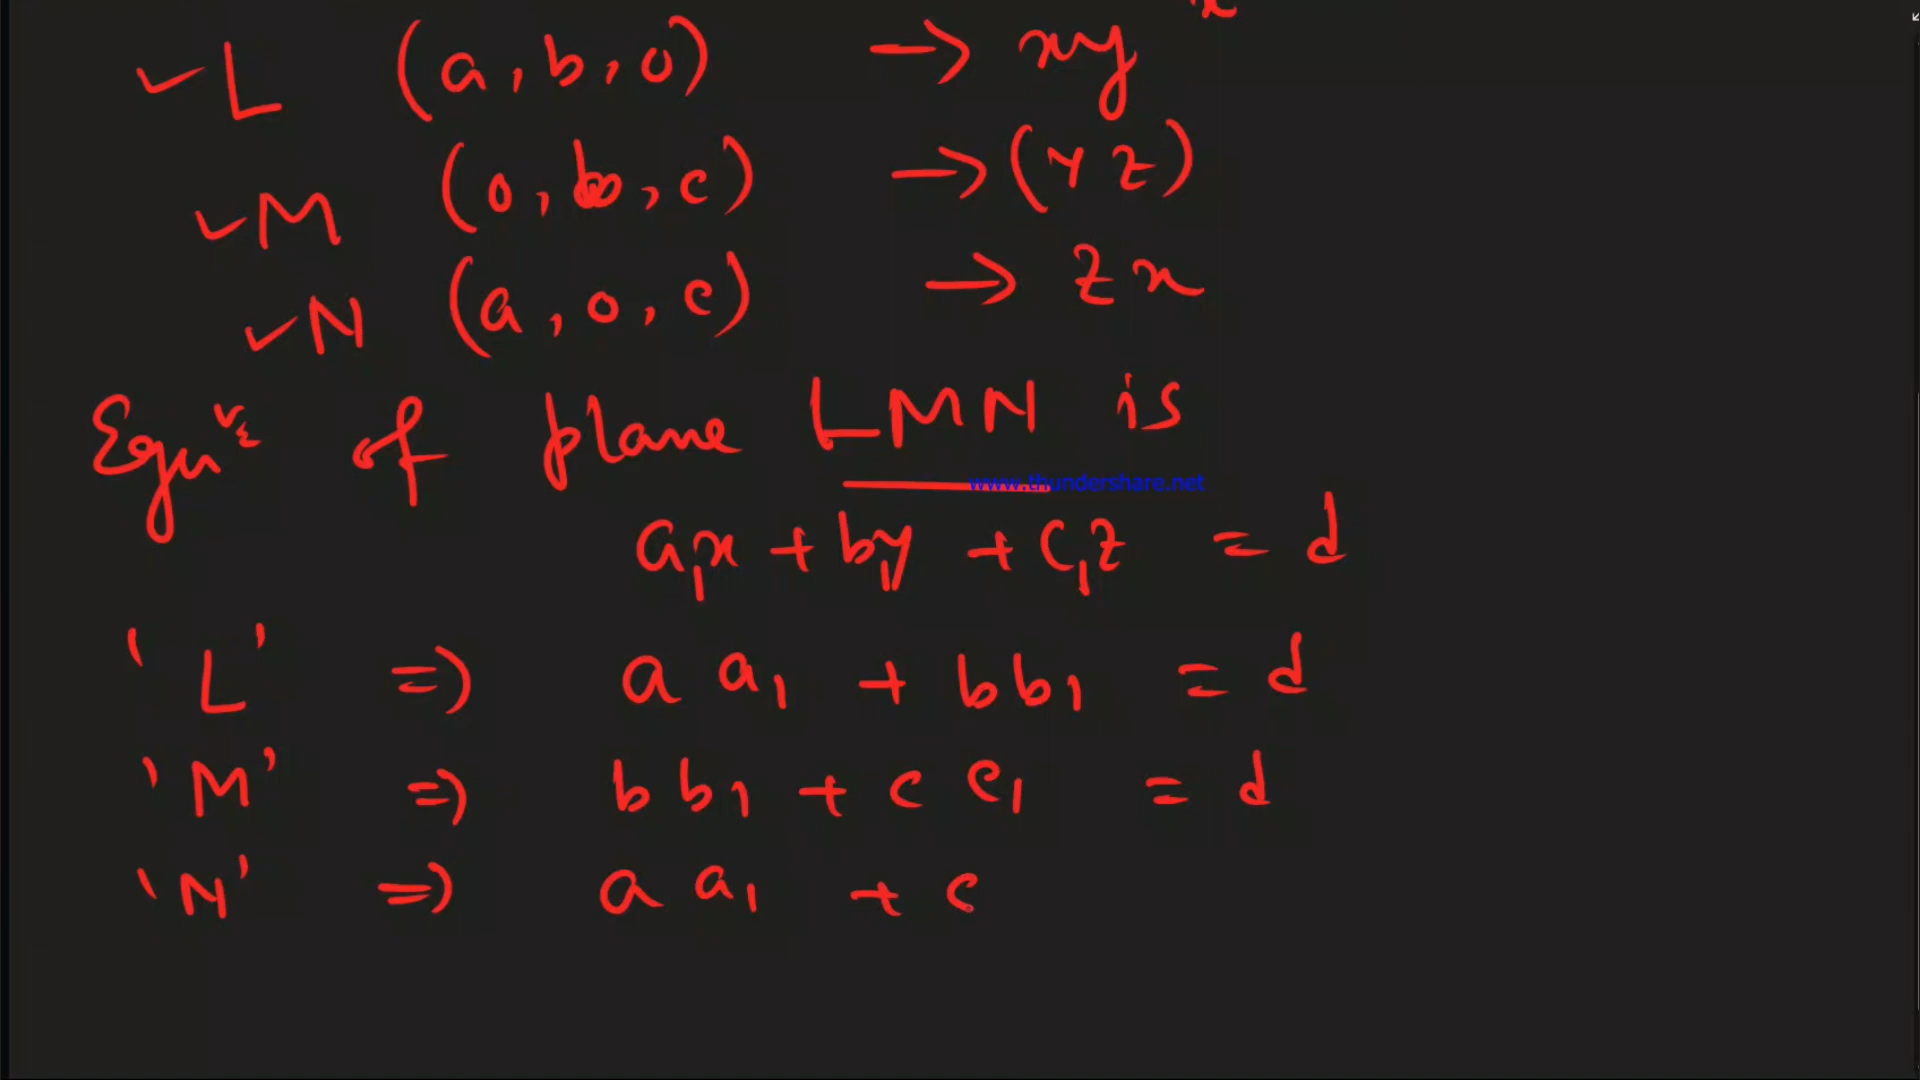 x
✓ L (a, b, 0) → xy
✓ M (0, b, c) → (YZ)
✓ N (a, 0, c) → zx
of plane LMN is
www.thundershare.net
a₁x + b₁y + c₁z = d
'L' ⇒ a a₁ + b b₁ = d
'M' ⇒ b b₁ + c c₁ = d
'N' ⇒ a a₁ + c